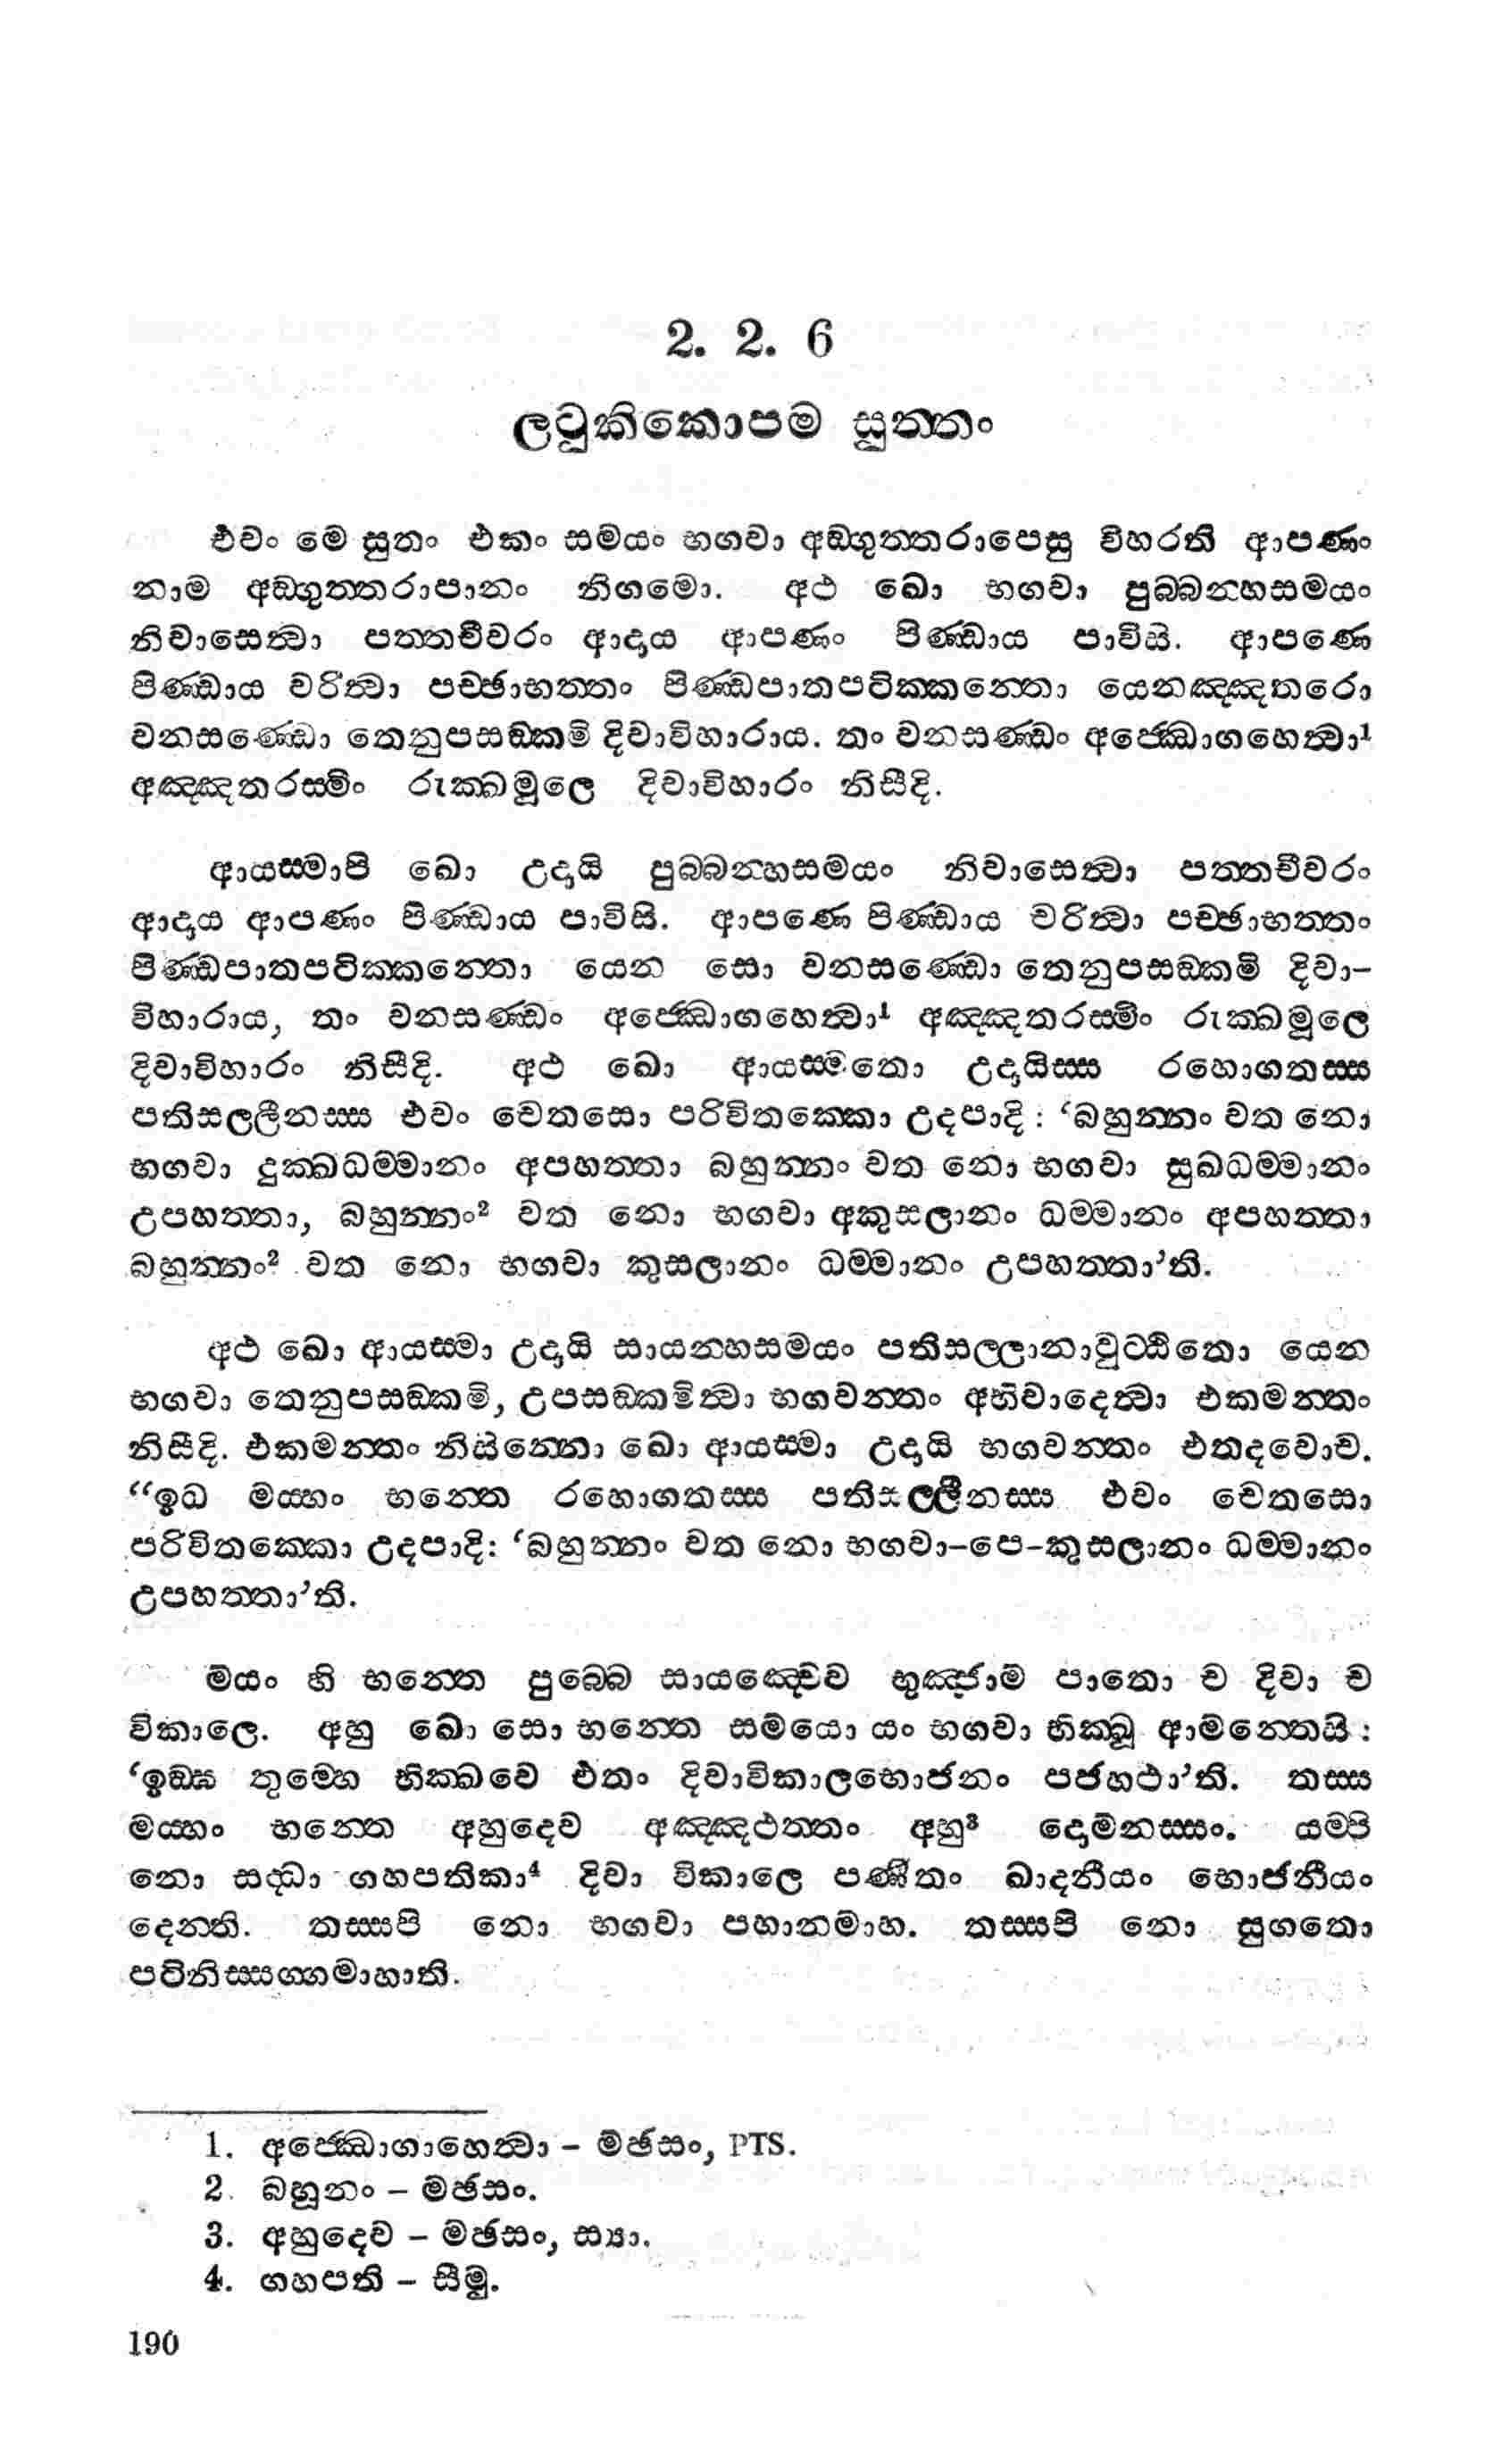 2. 2. 6
ලටුකිකොපම සුත්තං
එවං මෙ සුතං එකං සමයං භගවා අඞ්ගුත්තරාපෙසු විහරති ආපණං
නාම අඞ්ගුත්තරාපානං නිගමො. අථ ඛො භගවා පුබ්බන්හසමයං
නිවාසෙත්වා පත්තචීවරං ආදාය ආපණං පිණ්ඩාය පාවිසි. ආපණෙ
පිණ්ඩාය චරිත්වා පච්ඡාභත්තං පිණ්ඩපාතපටික්කන්තො යෙනඤ්ඤතරො
වනසණ්ඩො තෙනුපසඞ්කමි දිවාවිහාරාය. තං වනසණ්ඩං අජ්ඣොගහෙත්වා¹
අඤ්ඤතරස්මිං රුක්ඛමූලෙ දිවාවිහාරං නිසීදි.
ආයස්මාපි ඛො උදායි පුබ්බන්හසමයං නිවාසෙත්වා පත්තචීවරං
ආදාය ආපණං පිණ්ඩාය පාවිසි. ආපණෙ පිණ්ඩාය චරිත්වා පච්ඡාභත්තං
පිණ්ඩපාතපටික්කන්තො යෙන සො වනසණ්ඩො තෙනුපසඞ්කමි දිවා-
විහාරාය, තං වනසණ්ඩං අජ්ඣොගහෙත්වා¹ අඤ්ඤතරස්මිං රුක්ඛමූලෙ
දිවාවිහාරං නිසීදි. අථ ඛො ආයස්මතො උදායිස්ස රහොගතස්ස
පතිසල්ලීනස්ස එවං චෙතසො පරිවිතක්කො උදපාදි : ‘බහුන්නං වත නො
භගවා දුක්ඛධම්මානං අපහත්තා බහුන්නං වත නො භගවා සුඛධම්මානං
උපහත්තා, බහුන්නං² වත නො භගවා අකුසලානං ධම්මානං අපහත්තා
බහුන්නං² වත නො භගවා කුසලානං ධම්මානං උපහත්තා’ති.
අථ ඛො ආයස්මා උදායි සායන්හසමයං පතිසල්ලානාවුට්ඨිතො යෙන
භගවා තෙනුපසඞ්කමි, උපසඞ්කමිත්වා භගවන්තං අභිවාදෙත්වා එකමන්තං
නිසීදි. එකමන්තං නිසින්නො ඛො ආයස්මා උදායි භගවන්තං එතදවොච.
“ඉධ මය්හං භන්තෙ රහොගතස්ස පතිසල්ලීනස්ස එවං චෙතසො
පරිවිතක්කො උදපාදි: ‘බහුන්නං වත නො භගවා-පෙ-කුසලානං ධම්මානං
උපහත්තා’ති.
මයං හි භන්තෙ පුබ්බෙ සායඤ්චෙව භුඤ්ජාම පාතො ච දිවා ච
විකාලෙ. අහු ඛො සො භන්තෙ සමයො යං භගවා භික්ඛූ ආමන්තෙයි :
‘ඉඞ්ඝ තුම්හෙ භික්ඛවෙ එතං දිවාවිකාලභොජනං පජහථා’ති. තස්ස
මය්හං භන්තෙ අහුදෙව අඤ්ඤථත්තං අහු³ දොමනස්සං. යම්පි
නො සද්ධා ගහපතිකා⁴ දිවා විකාලෙ පණීතං ඛාදනීයං භොජනීයං
දෙන්ති. තස්සපි නො භගවා පහානමාහ. තස්සපි නො සුගතො
පටිනිස්සග්ගමාහාති.
1. අජ්ඣොගාහෙත්වා – මඡසං, PTS.
2. බහූනං – මඡසං.
3. අහුදෙව – මඡසං, ස්‍යා.
4. ගහපති – සීමු.
190